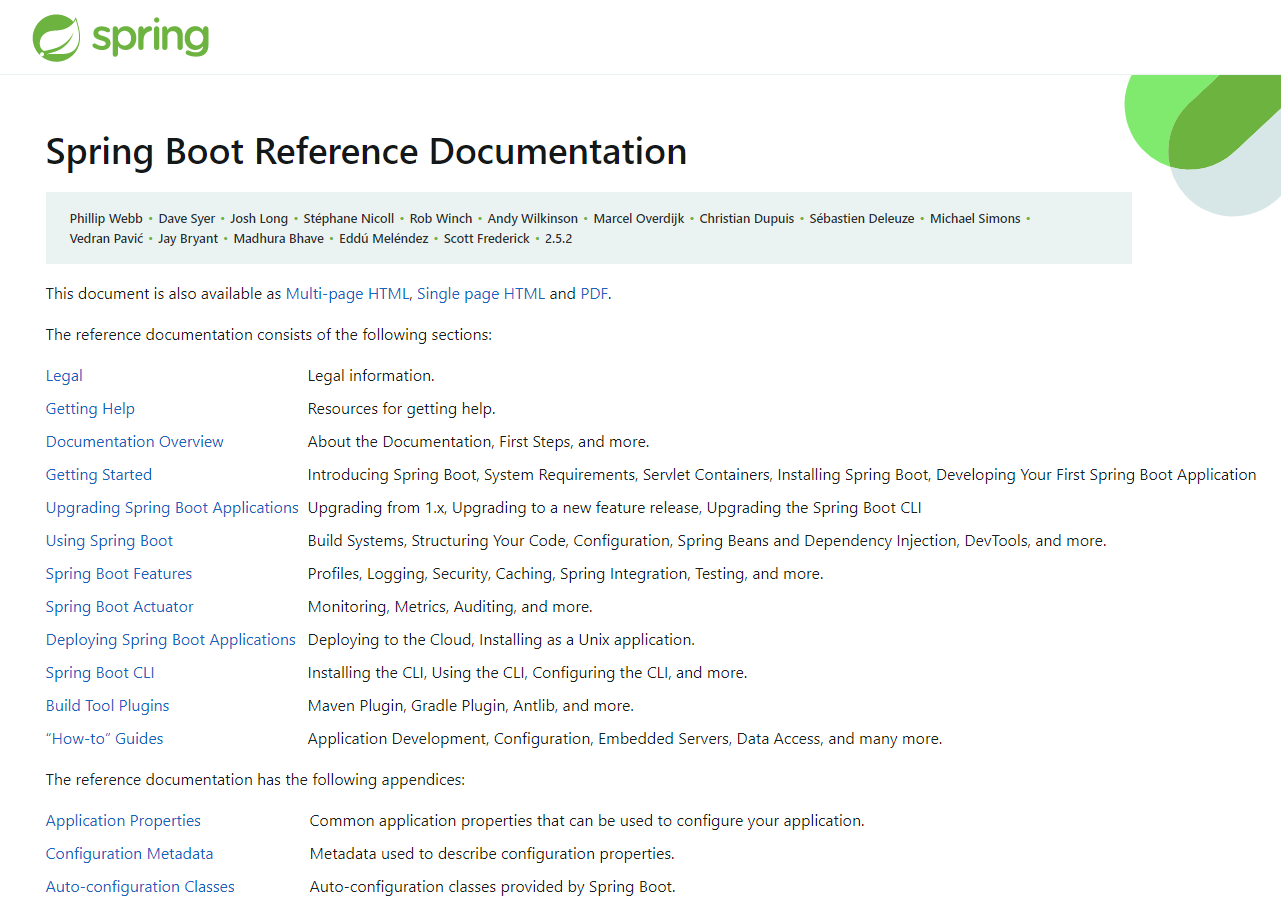 spring
Spring Boot Reference Documentation
Phillip Webb • Dave Syer • Josh Long • Stéphane Nicoll • Rob Winch • Andy Wilkinson • Marcel Overdijk • Christian Dupuis • Sébastien Deleuze • Michael Simons •
Vedran Pavić • Jay Bryant • Madhura Bhave • Eddú Meléndez • Scott Frederick • 2.5.2
This document is also available as Multi-page HTML, Single page HTML and PDF.
The reference documentation consists of the following sections:
Legal Legal information.
Getting Help Resources for getting help.
Documentation Overview About the Documentation, First Steps, and more.
Getting Started Introducing Spring Boot, System Requirements, Servlet Containers, Installing Spring Boot, Developing Your First Spring Boot Application
Upgrading Spring Boot Applications Upgrading from 1.x, Upgrading to a new feature release, Upgrading the Spring Boot CLI
Using Spring Boot Build Systems, Structuring Your Code, Configuration, Spring Beans and Dependency Injection, DevTools, and more.
Spring Boot Features Profiles, Logging, Security, Caching, Spring Integration, Testing, and more.
Spring Boot Actuator Monitoring, Metrics, Auditing, and more.
Deploying Spring Boot Applications Deploying to the Cloud, Installing as a Unix application.
Spring Boot CLI Installing the CLI, Using the CLI, Configuring the CLI, and more.
Build Tool Plugins Maven Plugin, Gradle Plugin, Antlib, and more.
“How-to” Guides Application Development, Configuration, Embedded Servers, Data Access, and many more.
The reference documentation has the following appendices:
Application Properties Common application properties that can be used to configure your application.
Configuration Metadata Metadata used to describe configuration properties.
Auto-configuration Classes Auto-configuration classes provided by Spring Boot.